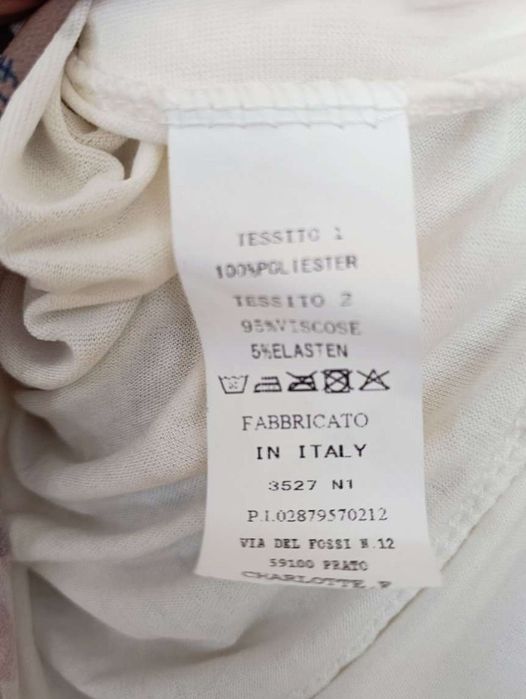 TESSITO 1
100%POLIESTER
TESSITO 2
95%VISCOSE
5%ELASTEN
FABBRICATO
IN ITALY
3527 N1
P.I.02879570212
VIA DEL FOSSI N.12
59100 PRATO
CHARLOTTE.